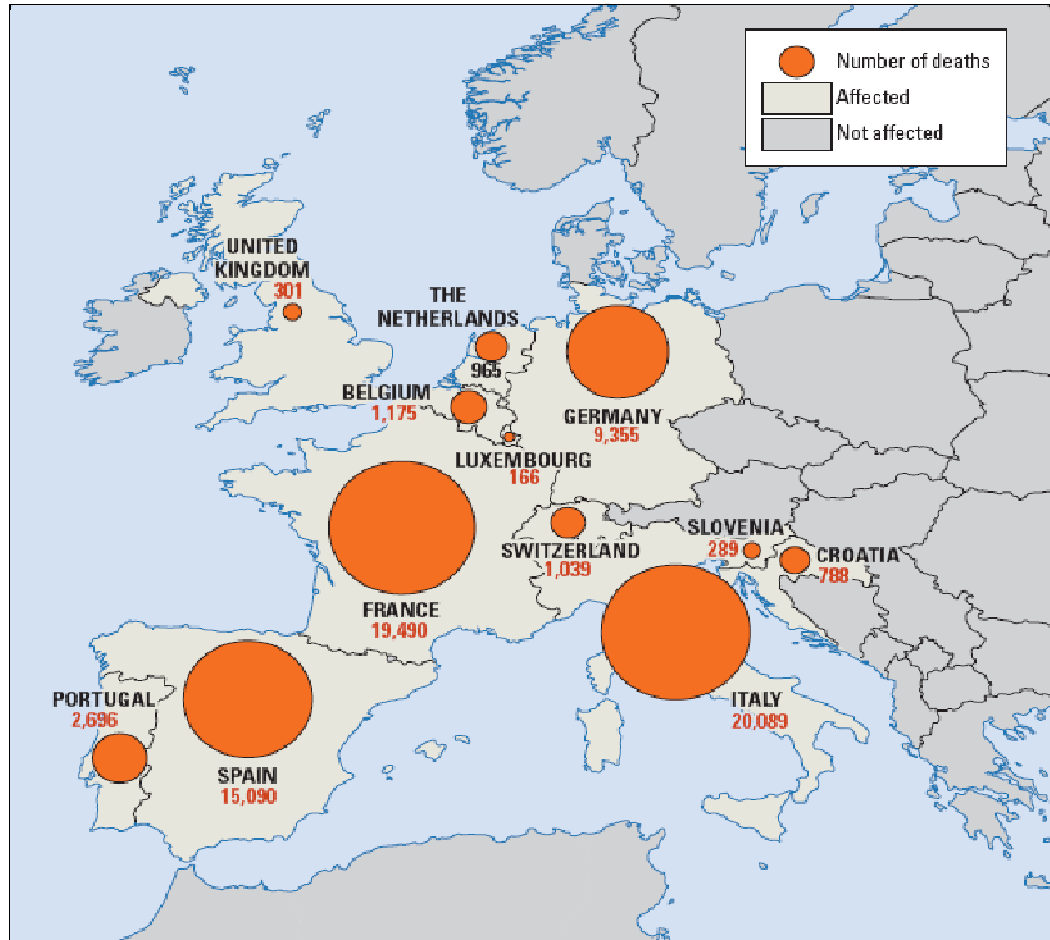 Number of deaths
Affected
Not affected
UNITED
KINGDOM
301
THE
NETHERLANDS
965
BELGIUM
1,175
GERMANY
9,355
LUXEMBOURG
166
SWITZERLAND
1,039
SLOVENIA
289
CROATIA
788
FRANCE
19,490
PORTUGAL
2,696
SPAIN
15,090
ITALY
20,089